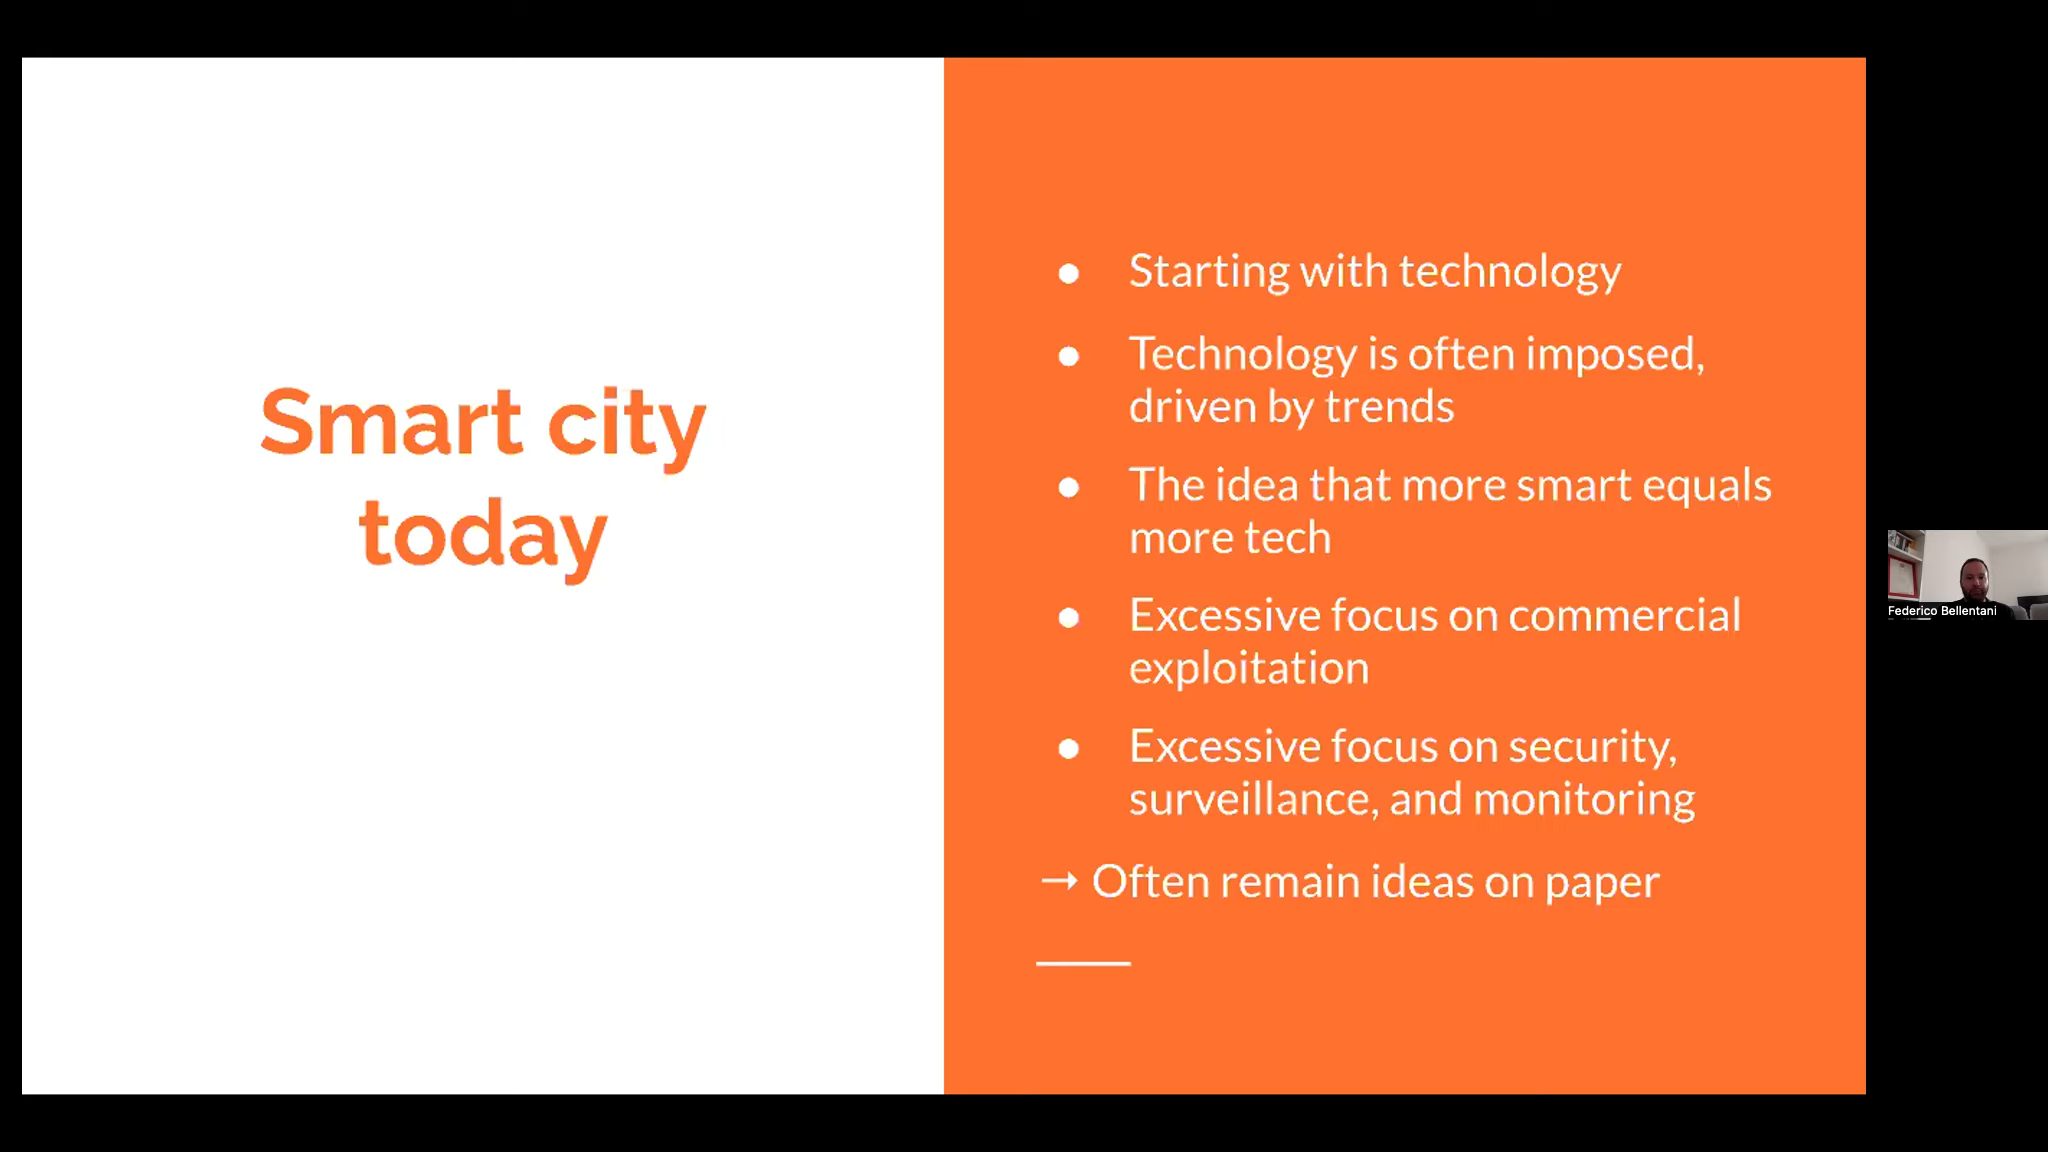 Smart city
today
● Starting with technology
● Technology is often imposed,
driven by trends
● The idea that more smart equals
more tech
● Excessive focus on commercial
exploitation
● Excessive focus on security,
surveillance, and monitoring
→ Often remain ideas on paper
Federico Bellentani